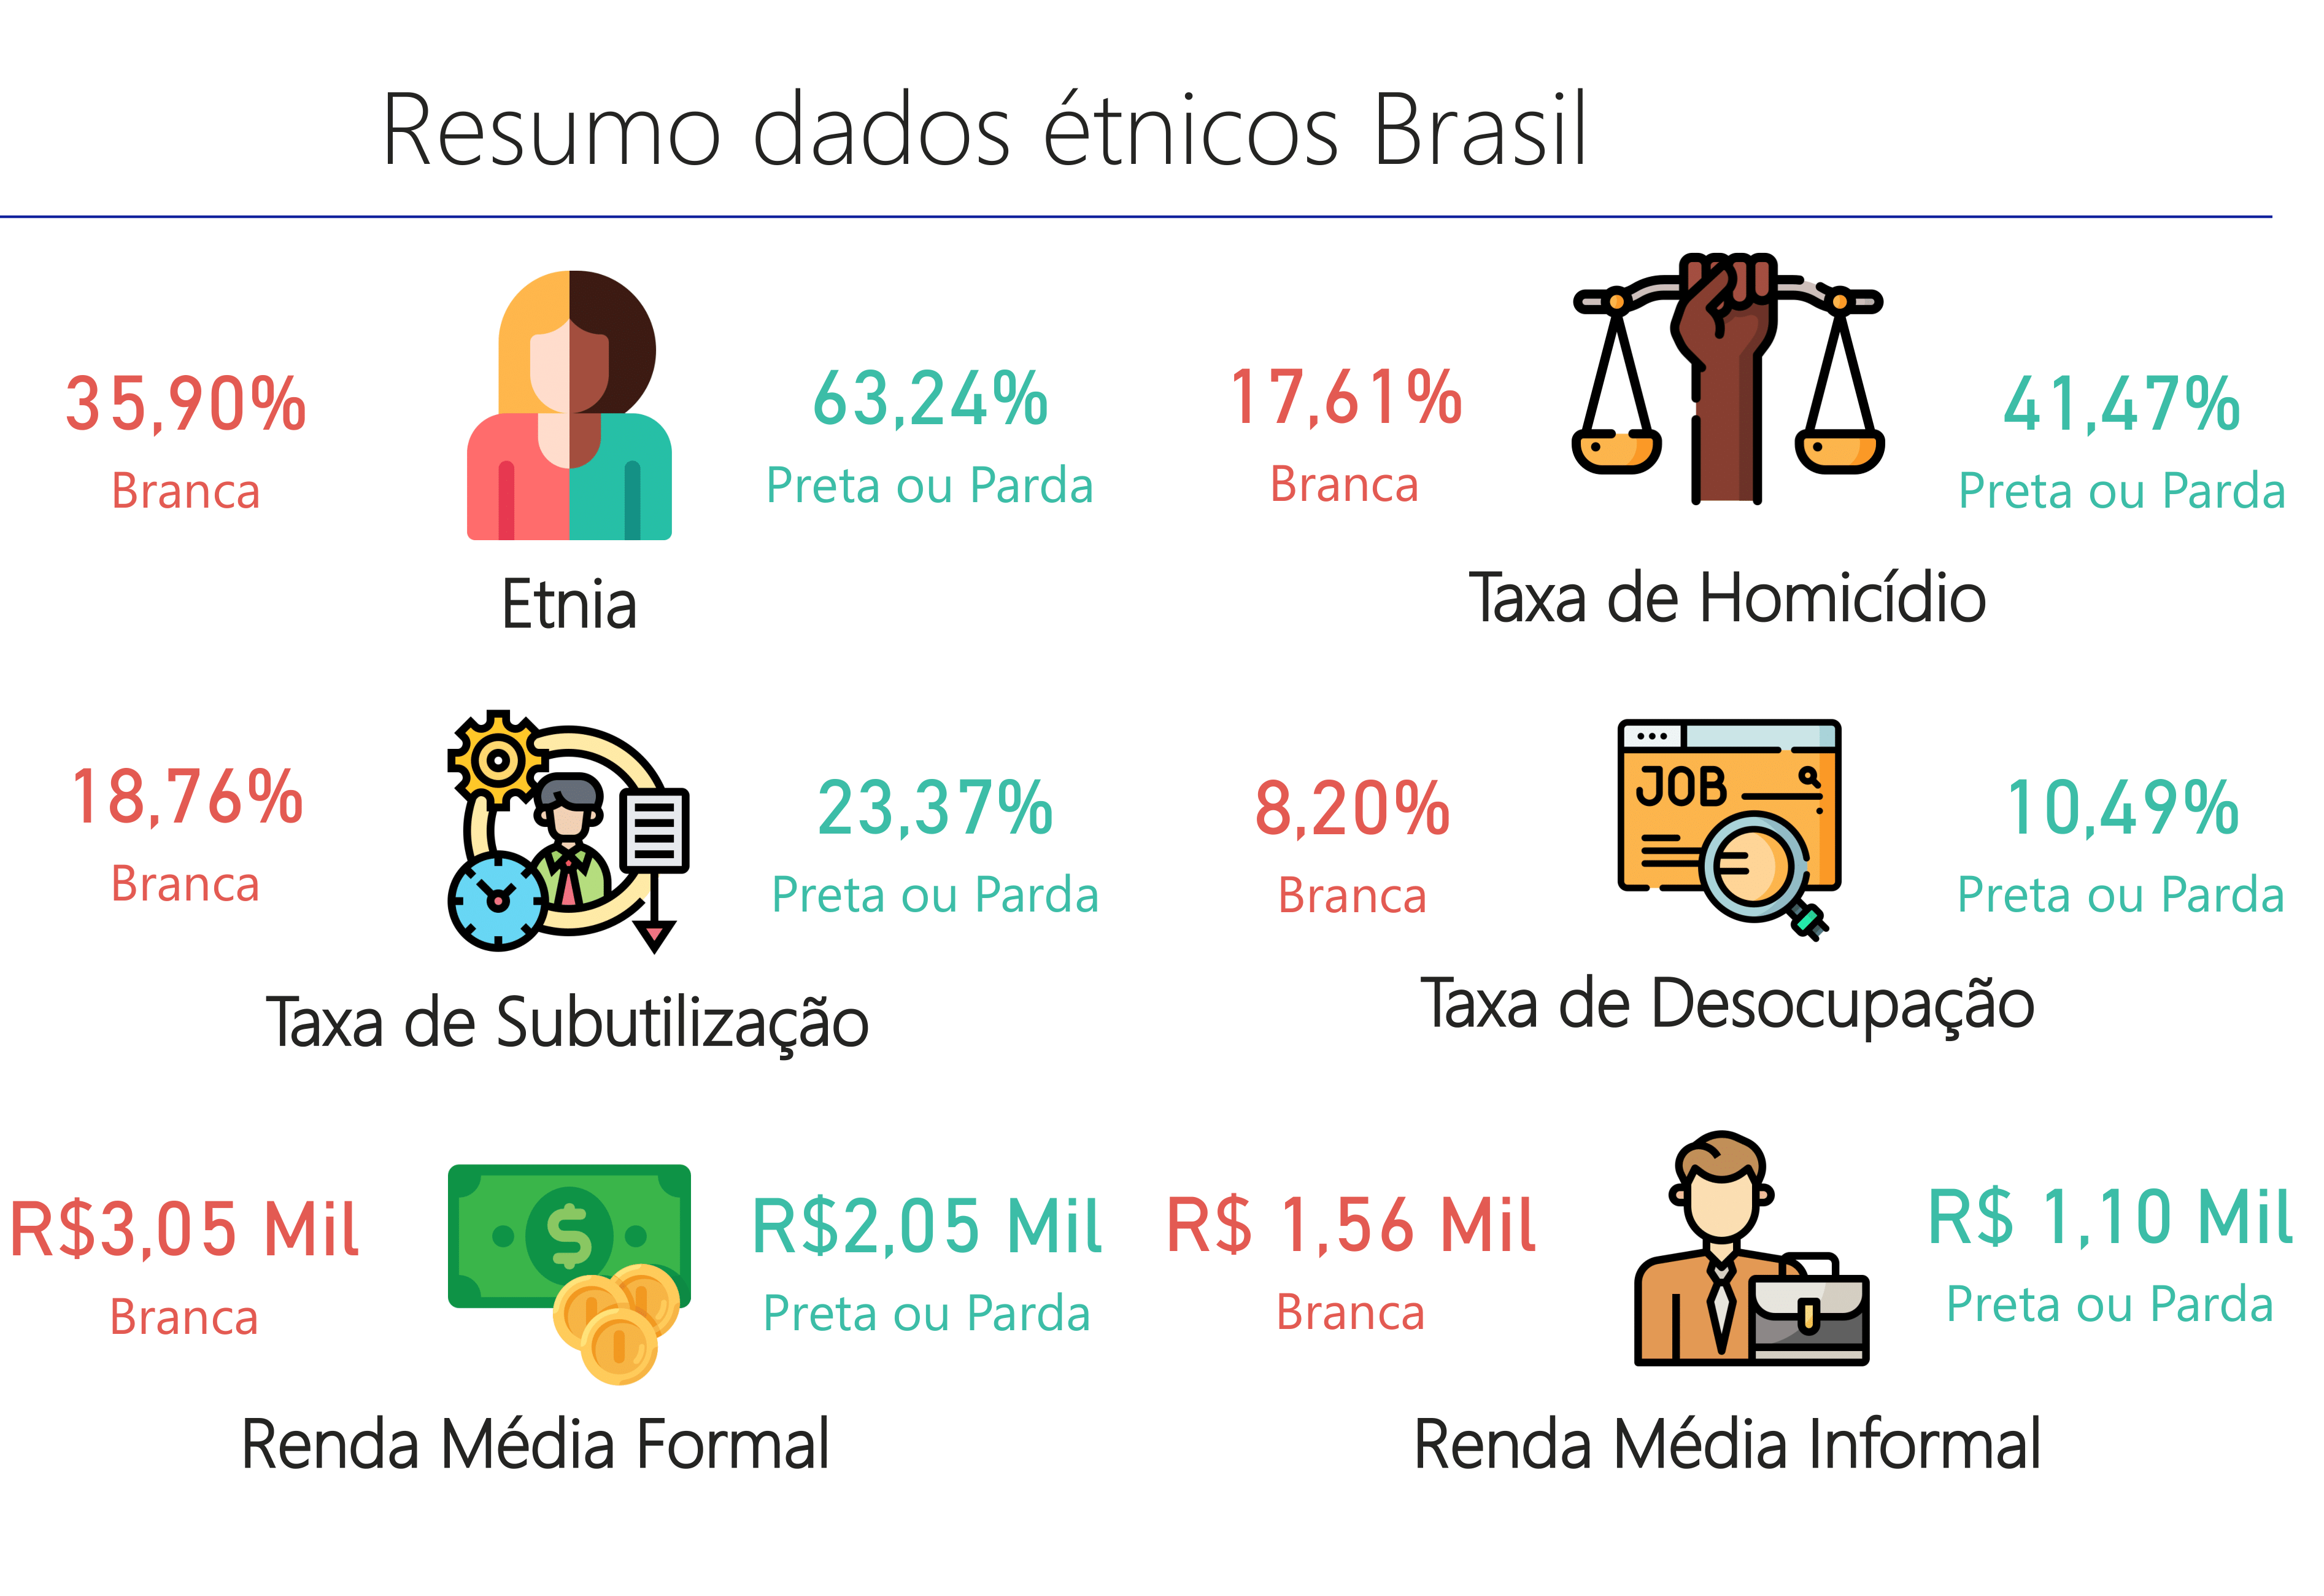 Resumo dados étnicos Brasil
35,90%
Branca
63,24%
Preta ou Parda
Etnia
17,61%
Branca
41,47%
Preta ou Parda
Taxa de Homicídio
18,76%
Branca
23,37%
Preta ou Parda
Taxa de Subutilização
8,20%
Branca
JOB
10,49%
Preta ou Parda
Taxa de Desocupação
R$3,05 Mil
Branca
$
R$2,05 Mil
Preta ou Parda
Renda Média Formal
R$ 1,56 Mil
Branca
R$ 1,10 Mil
Preta ou Parda
Renda Média Informal